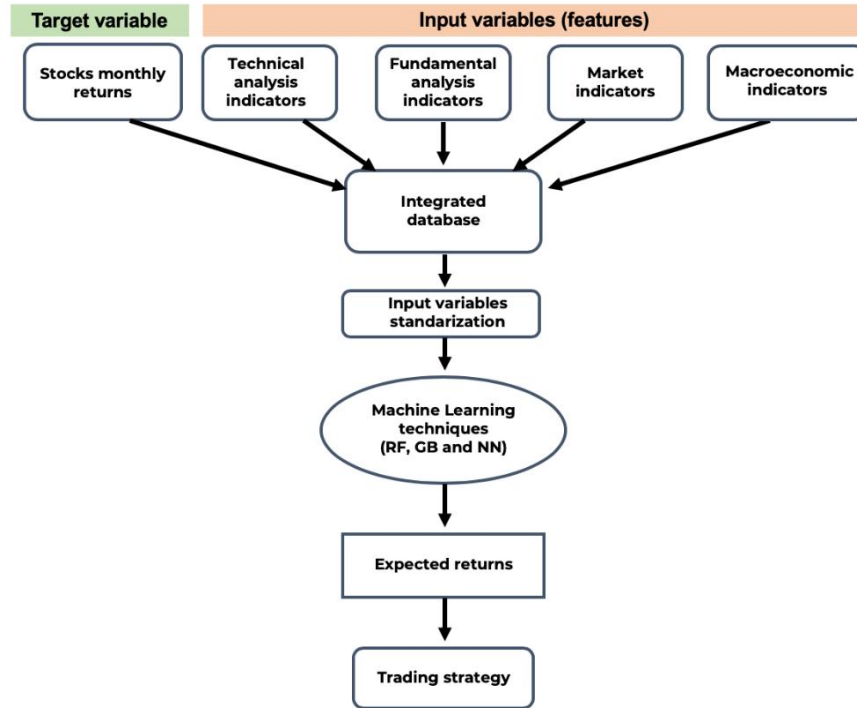 Target variable
Input variables (features)
Stocks monthly
returns
Technical
analysis
indicators
Fundamental
analysis
indicators
Market
indicators
Macroeconomic
indicators
Integrated
database
Input variables
standarization
Machine Learning
techniques
(RF, GB and NN)
Expected returns
Trading strategy